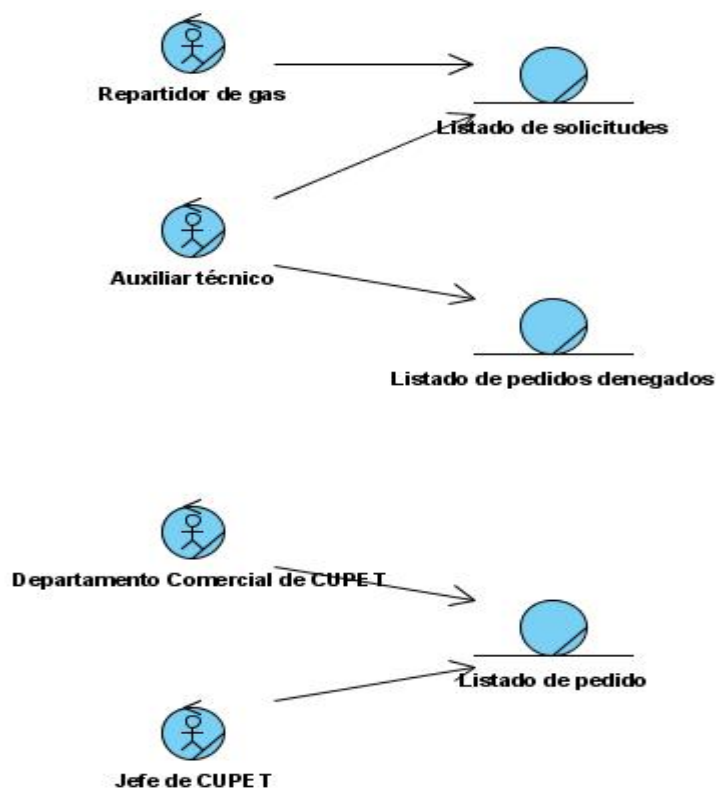 Repartidor de gas
Listado de solicitudes
Auxiliar técnico
Listado de pedidos denegados
Departamento Comercial de CUPET
Listado de pedido
Jefe de CUPET